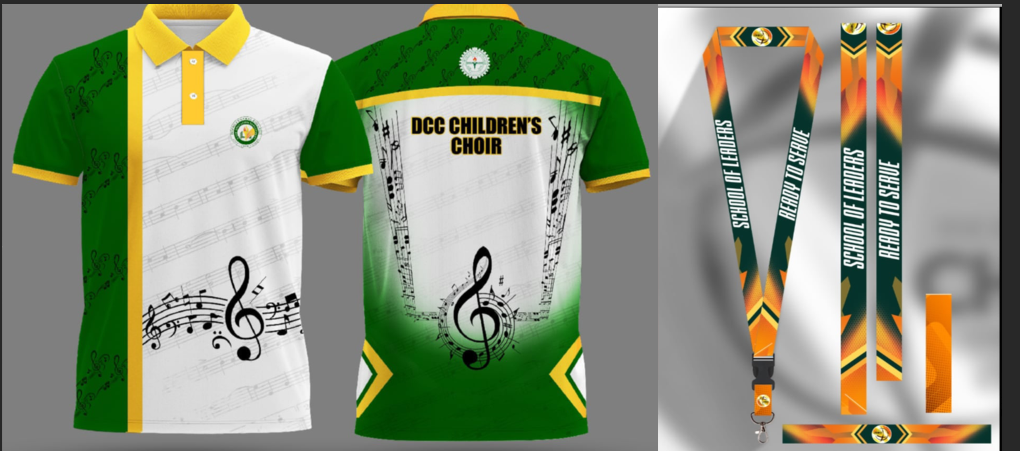 DCC CHILDREN'S
CHOIR
SCHOOL OF LEADERS
READY TO SERVE
SCHOOL OF LEADERS
READY TO SERVE